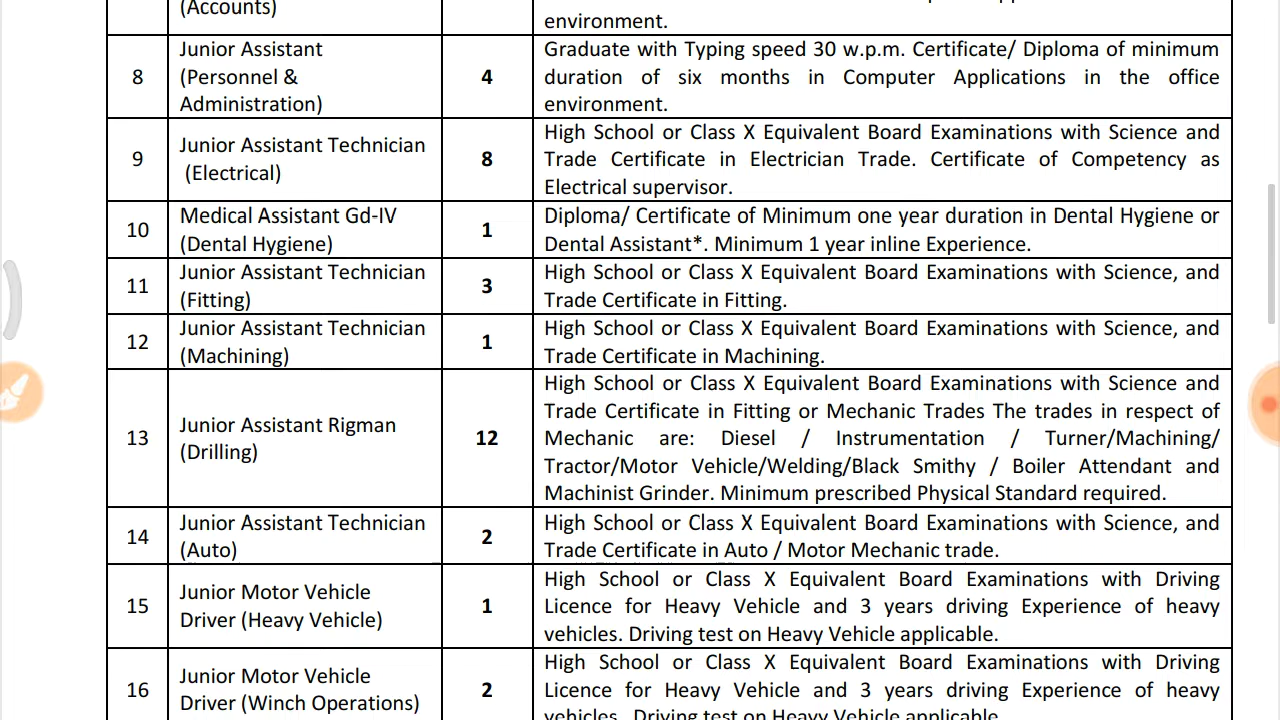 (Accounts)
environment.
8
Junior Assistant
(Personnel &
Administration)
4
Graduate with Typing speed 30 w.p.m. Certificate/ Diploma of minimum
duration of six months in Computer Applications in the office
environment.
9
Junior Assistant Technician
(Electrical)
8
High School or Class X Equivalent Board Examinations with Science and
Trade Certificate in Electrician Trade. Certificate of Competency as
Electrical supervisor.
10
Medical Assistant Gd-IV
(Dental Hygiene)
1
Diploma/ Certificate of Minimum one year duration in Dental Hygiene or
Dental Assistant*. Minimum 1 year inline Experience.
11
Junior Assistant Technician
(Fitting)
3
High School or Class X Equivalent Board Examinations with Science, and
Trade Certificate in Fitting.
12
Junior Assistant Technician
(Machining)
1
High School or Class X Equivalent Board Examinations with Science, and
Trade Certificate in Machining.
13
Junior Assistant Rigman
(Drilling)
12
High School or Class X Equivalent Board Examinations with Science and
Trade Certificate in Fitting or Mechanic Trades The trades in respect of
Mechanic are: Diesel / Instrumentation / Turner/Machining/
Tractor/Motor Vehicle/Welding/Black Smithy / Boiler Attendant and
Machinist Grinder. Minimum prescribed Physical Standard required.
14
Junior Assistant Technician
(Auto)
2
High School or Class X Equivalent Board Examinations with Science, and
Trade Certificate in Auto / Motor Mechanic trade.
15
Junior Motor Vehicle
Driver (Heavy Vehicle)
1
High School or Class X Equivalent Board Examinations with Driving
Licence for Heavy Vehicle and 3 years driving Experience of heavy
vehicles. Driving test on Heavy Vehicle applicable.
16
Junior Motor Vehicle
Driver (Winch Operations)
2
High School or Class X Equivalent Board Examinations with Driving
Licence for Heavy Vehicle and 3 years driving Experience of heavy
vehicles. Driving test on Heavy Vehicle applicable.